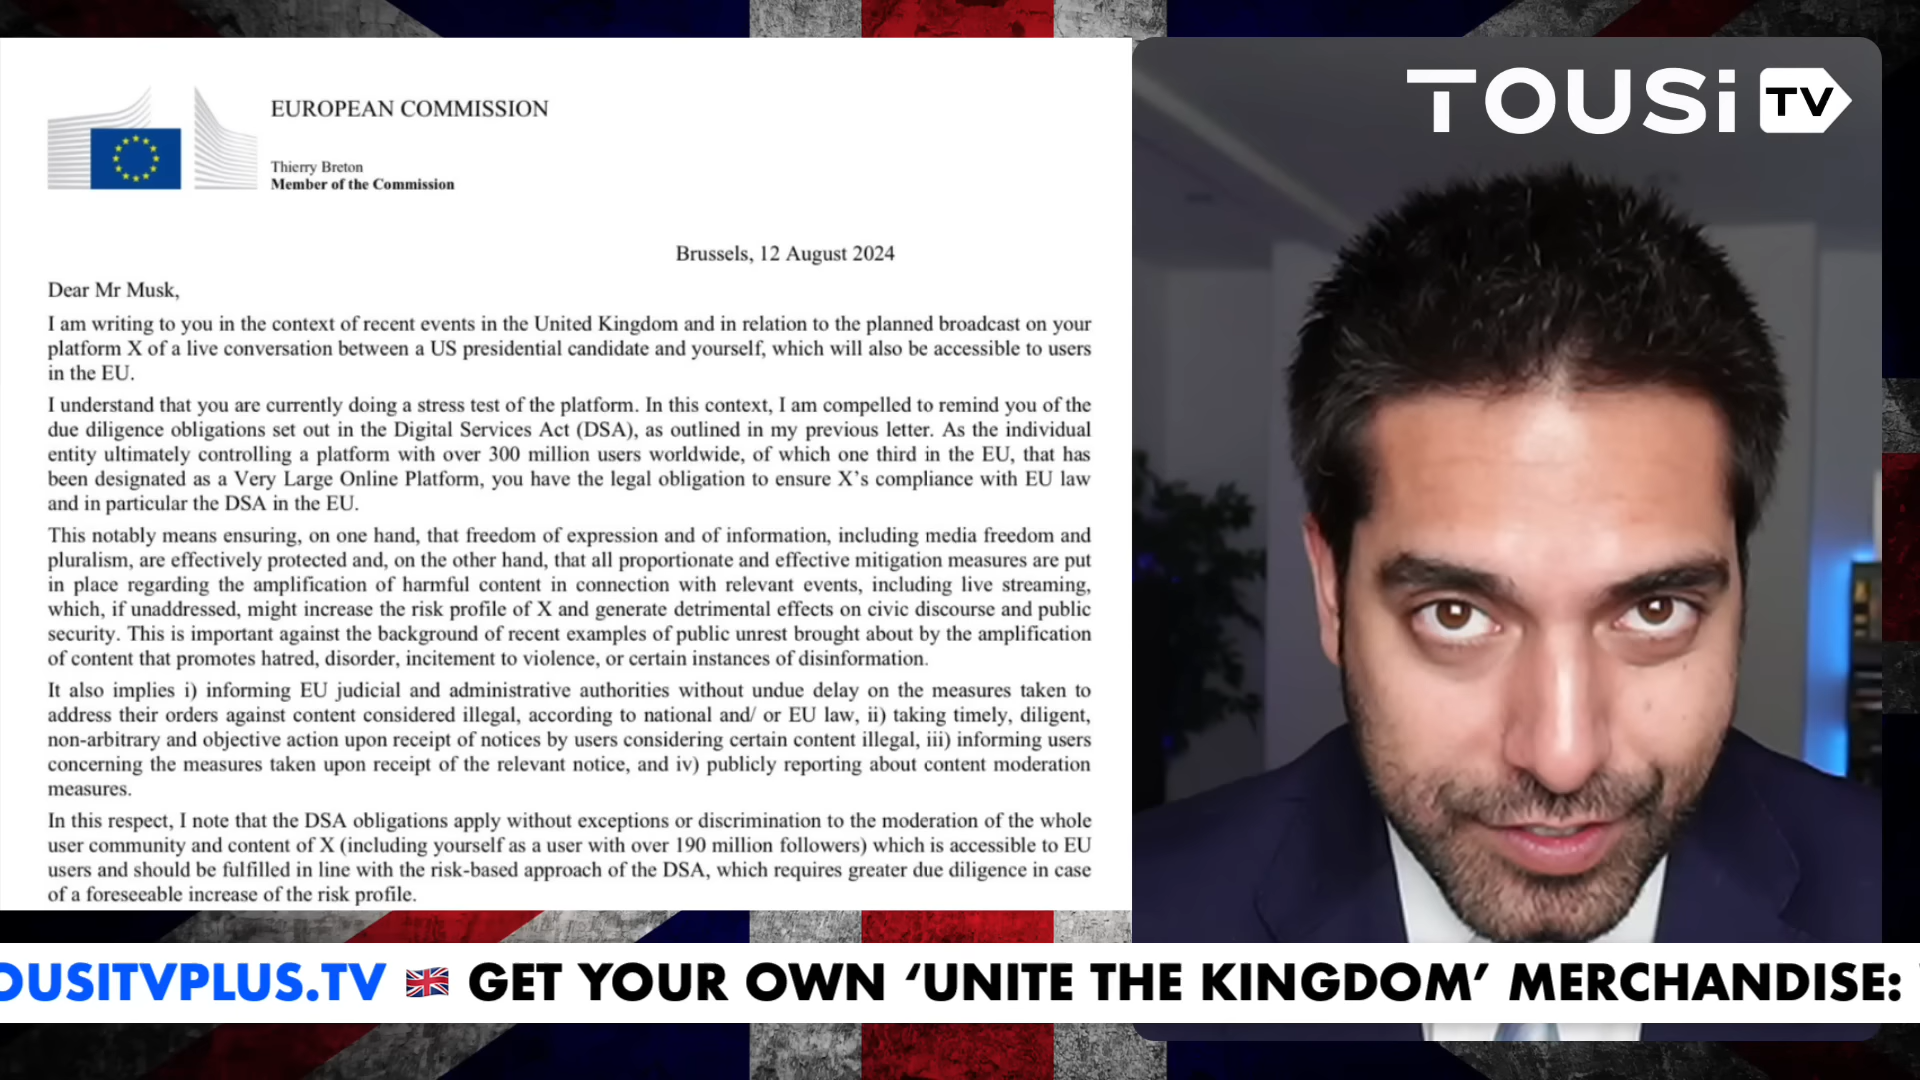 EUROPEAN COMMISSION
Thierry Breton
Member of the Commission
Brussels, 12 August 2024
Dear Mr Musk,
I am writing to you in the context of recent events in the United Kingdom and in relation to the planned broadcast on your
platform X of a live conversation between a US presidential candidate and yourself, which will also be accessible to users
in the EU.
I understand that you are currently doing a stress test of the platform. In this context, I am compelled to remind you of the
due diligence obligations set out in the Digital Services Act (DSA), as outlined in my previous letter. As the individual
entity ultimately controlling a platform with over 300 million users worldwide, of which one third in the EU, that has
been designated as a Very Large Online Platform, you have the legal obligation to ensure X’s compliance with EU law
and in particular the DSA in the EU.
This notably means ensuring, on one hand, that freedom of expression and of information, including media freedom and
pluralism, are effectively protected and, on the other hand, that all proportionate and effective mitigation measures are put
in place regarding the amplification of harmful content in connection with relevant events, including live streaming,
which, if unaddressed, might increase the risk profile of X and generate detrimental effects on civic discourse and public
security. This is important against the background of recent examples of public unrest brought about by the amplification
of content that promotes hatred, disorder, incitement to violence, or certain instances of disinformation.
It also implies i) informing EU judicial and administrative authorities without undue delay on the measures taken to
address their orders against content considered illegal, according to national and/ or EU law, ii) taking timely, diligent,
non-arbitrary and objective action upon receipt of notices by users considering certain content illegal, iii) informing users
concerning the measures taken upon receipt of the relevant notice, and iv) publicly reporting about content moderation
measures.
In this respect, I note that the DSA obligations apply without exceptions or discrimination to the moderation of the whole
user community and content of X (including yourself as a user with over 190 million followers) which is accessible to EU
users and should be fulfilled in line with the risk-based approach of the DSA, which requires greater due diligence in case
of a foreseeable increase of the risk profile.
TOUSi TV
OUSITVPLUS.TV 🇬🇧 GET YOUR OWN ‘UNITE THE KINGDOM’ MERCHANDISE: